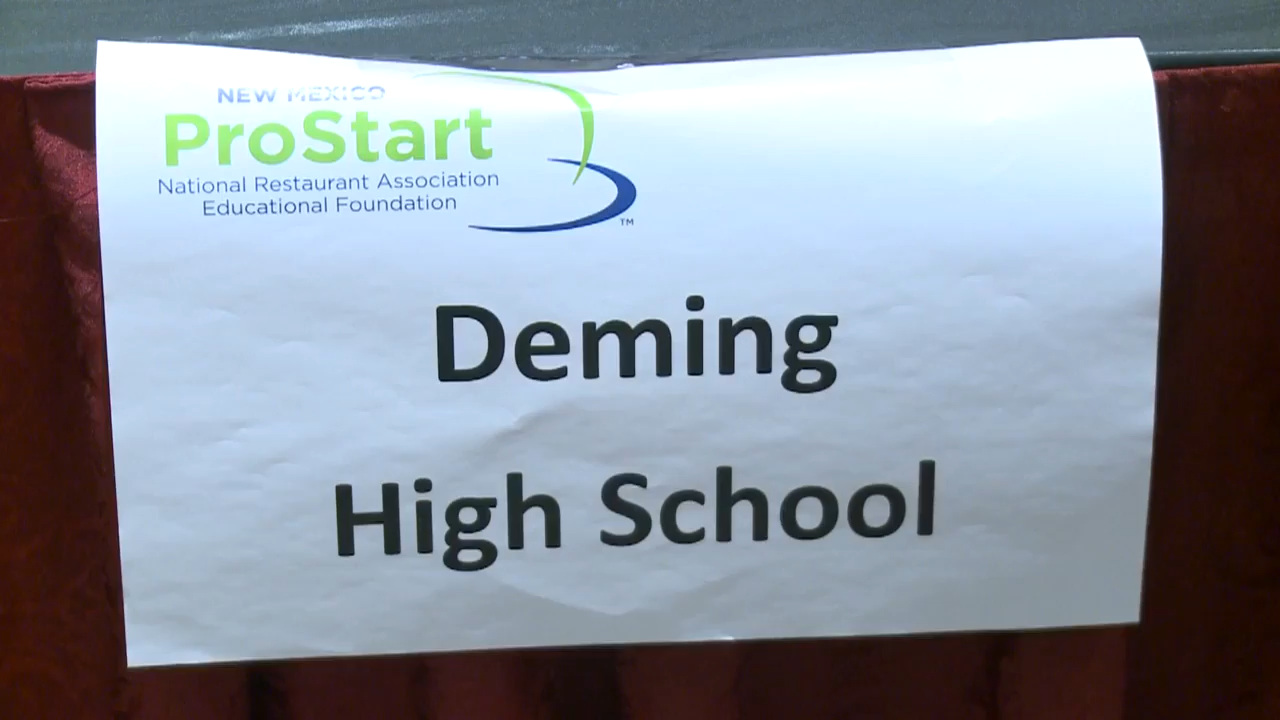 NEW MEXICO
ProStart
National Restaurant Association
Educational Foundation
TM
Deming
High School